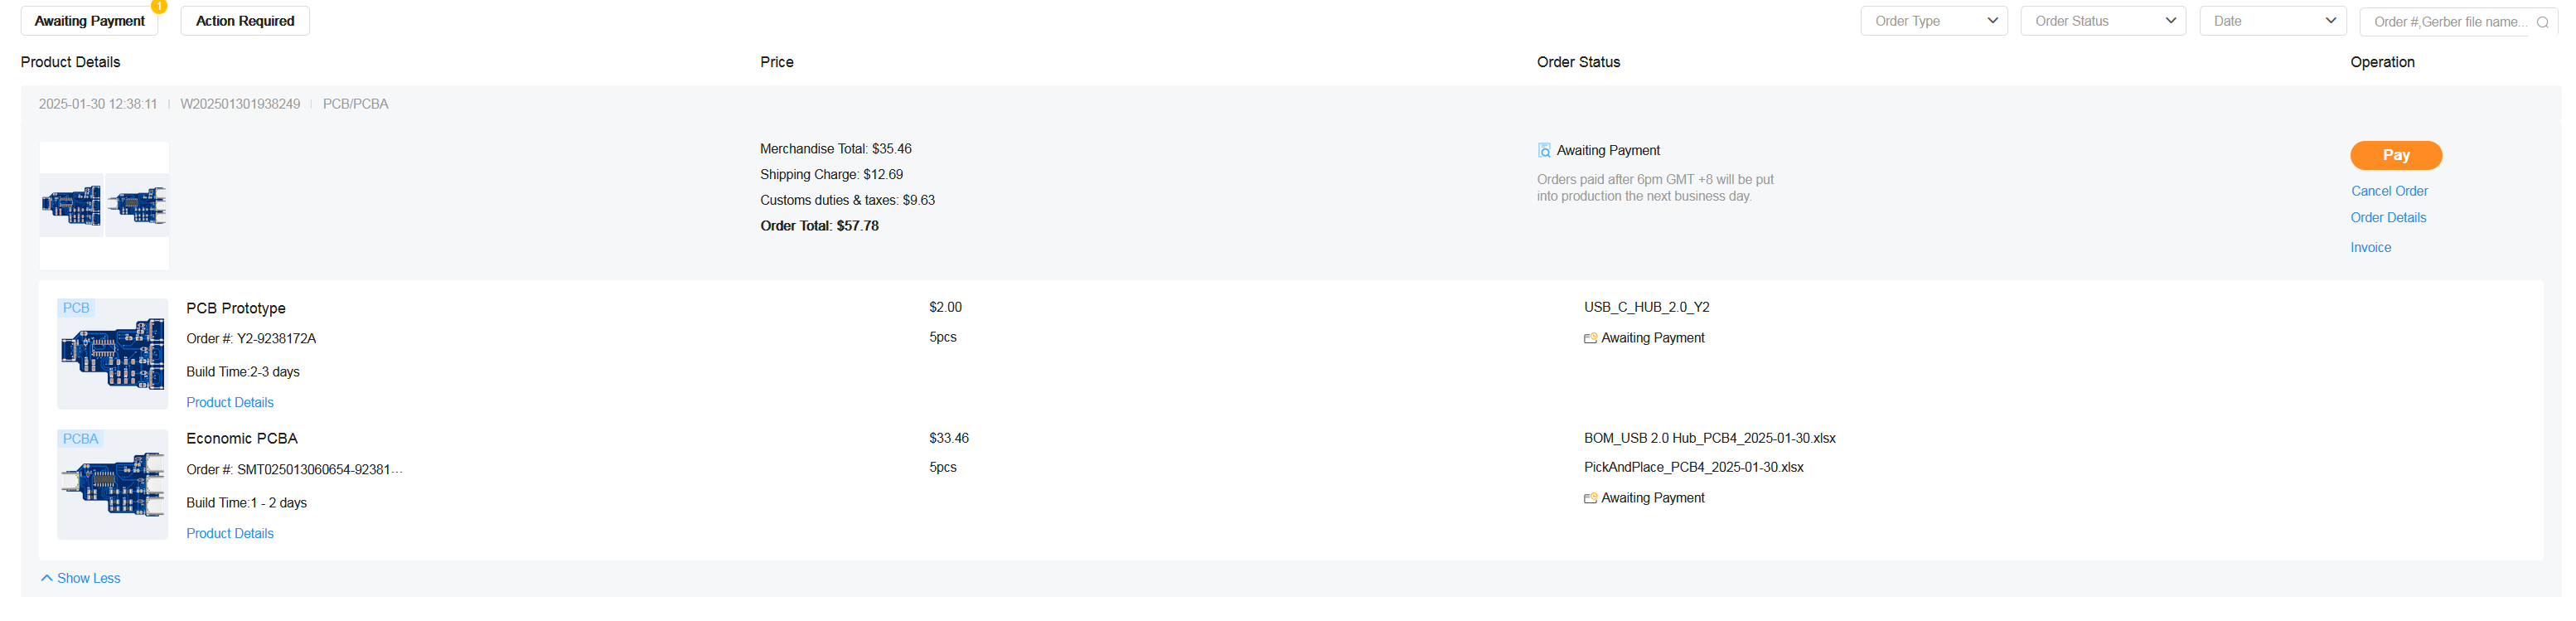 Awaiting Payment 1 Action Required Order Type Order Status Date Order #,Gerber file name...
Product Details Price Order Status Operation
2025-01-30 12:38:11 | W202501301938249 | PCB/PCBA
Merchandise Total: $35.46
Shipping Charge: $12.69
Customs duties & taxes: $9.63
Order Total: $57.78
Awaiting Payment
Orders paid after 6pm GMT +8 will be put
into production the next business day.
Pay
Cancel Order
Order Details
Invoice
PCB
PCB Prototype
Order #: Y2-9238172A
Build Time:2-3 days
Product Details
$2.00
5pcs
USB_C_HUB_2.0_Y2
Awaiting Payment
PCBA
Economic PCBA
Order #: SMT025013060654-92381...
Build Time:1 - 2 days
Product Details
$33.46
5pcs
BOM_USB 2.0 Hub_PCB4_2025-01-30.xlsx
PickAndPlace_PCB4_2025-01-30.xlsx
Awaiting Payment
Show Less